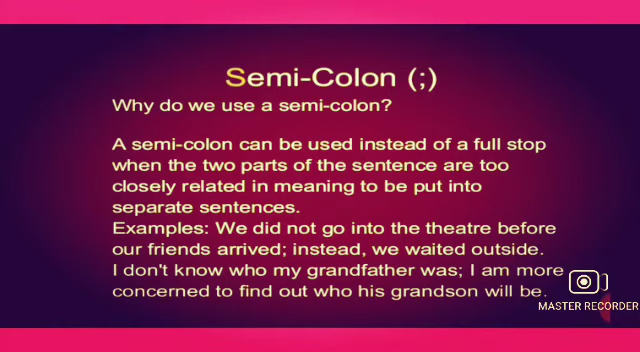 Semi-Colon (;)
Why do we use a semi-colon?
A semi-colon can be used instead of a full stop
when the two parts of the sentence are too
closely related in meaning to be put into
separate sentences.
Examples: We did not go into the theatre before
our friends arrived; instead, we waited outside.
I don't know who my grandfather was; I am more
concerned to find out who his grandson will be.
MASTER RECORDER